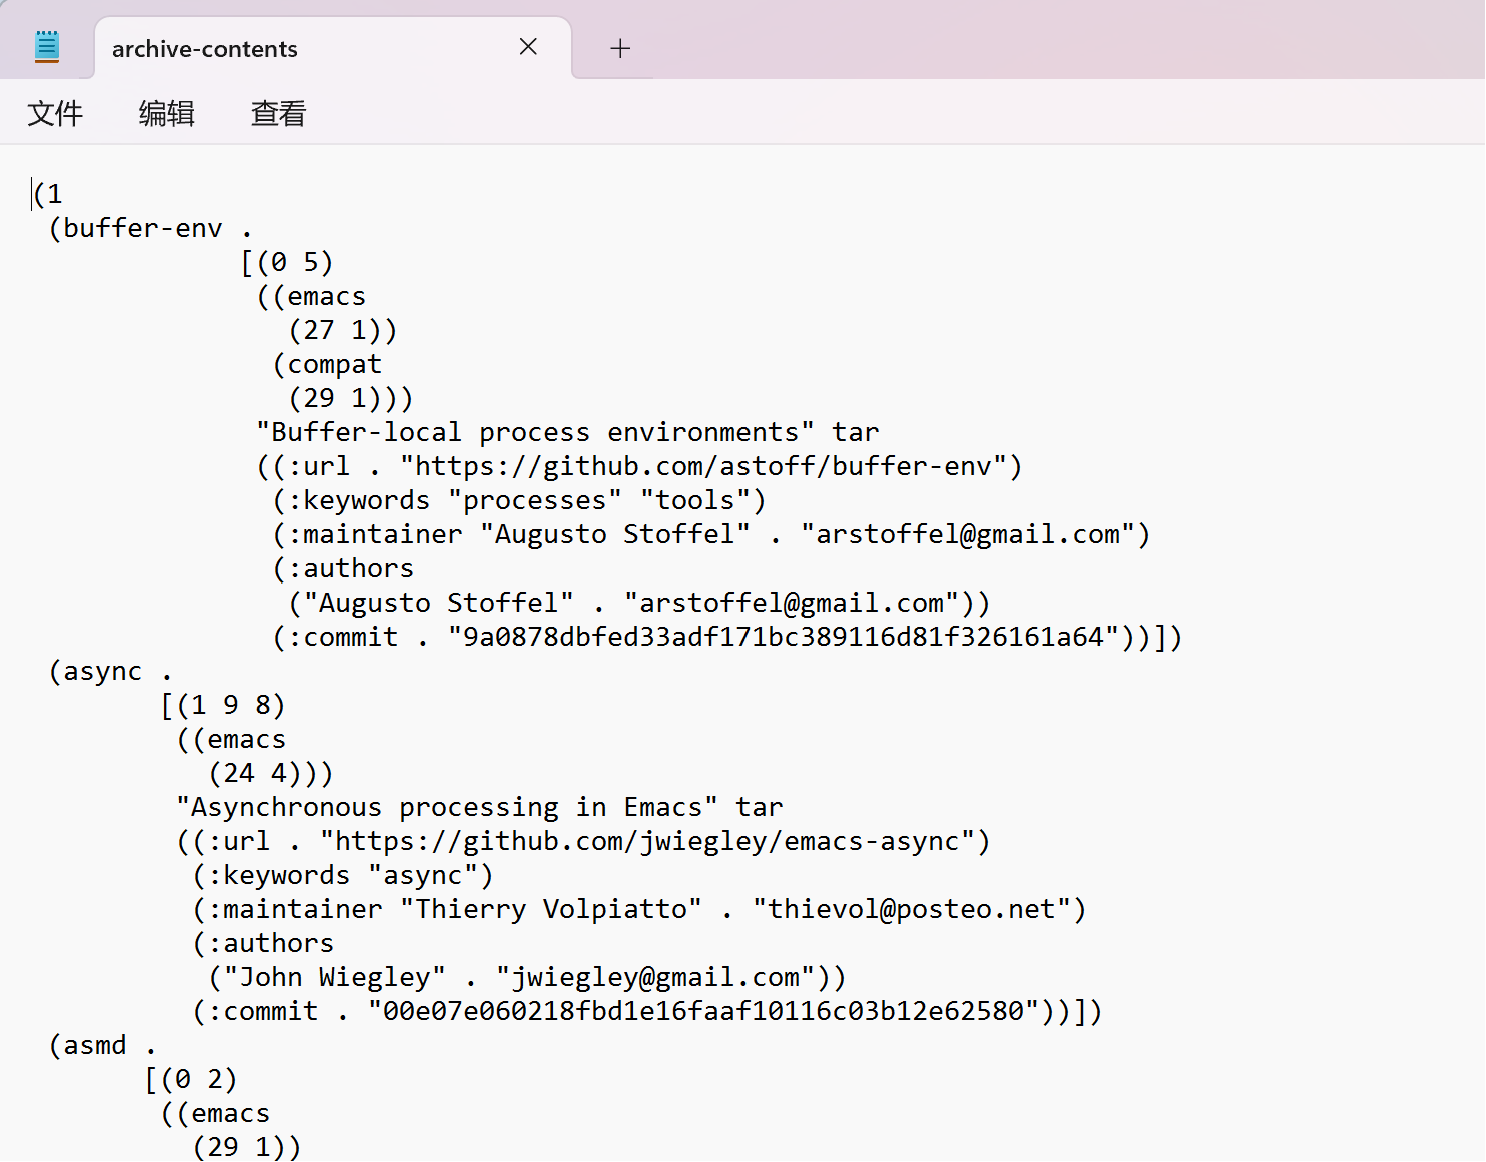 archive-contents
文件 编辑 查看
(1
(buffer-env .
[(0 5)
((emacs
(27 1))
(compat
(29 1)))
"Buffer-local process environments" tar
((:url . "https://github.com/astoff/buffer-env")
(:keywords "processes" "tools")
(:maintainer "Augusto Stoffel" . "arstoffel@gmail.com")
(:authors
("Augusto Stoffel" . "arstoffel@gmail.com"))
(:commit . "9a0878dbfed33adf171bc389116d81f326161a64"))])
(async .
[(1 9 8)
((emacs
(24 4)))
"Asynchronous processing in Emacs" tar
((:url . "https://github.com/jwiegley/emacs-async")
(:keywords "async")
(:maintainer "Thierry Volpiatto" . "thievol@posteo.net")
(:authors
("John Wiegley" . "jwiegley@gmail.com"))
(:commit . "00e07e060218fbd1e16faaf10116c03b12e62580"))])
(asmd .
[(0 2)
((emacs
(29 1))